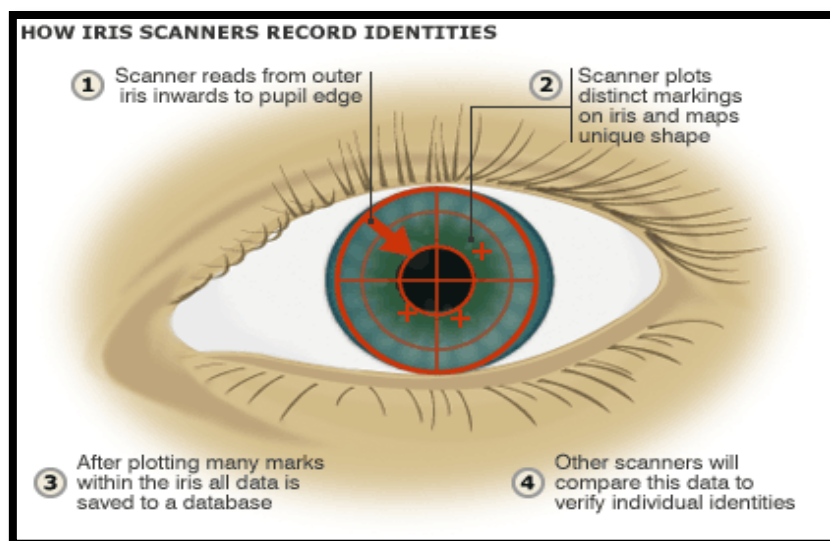 HOW IRIS SCANNERS RECORD IDENTITIES
1 Scanner reads from outer
iris inwards to pupil edge
2 Scanner plots
distinct markings
on iris and maps
unique shape
3 After plotting many marks
within the iris all data is
saved to a database
4 Other scanners will
compare this data to
verify individual identities